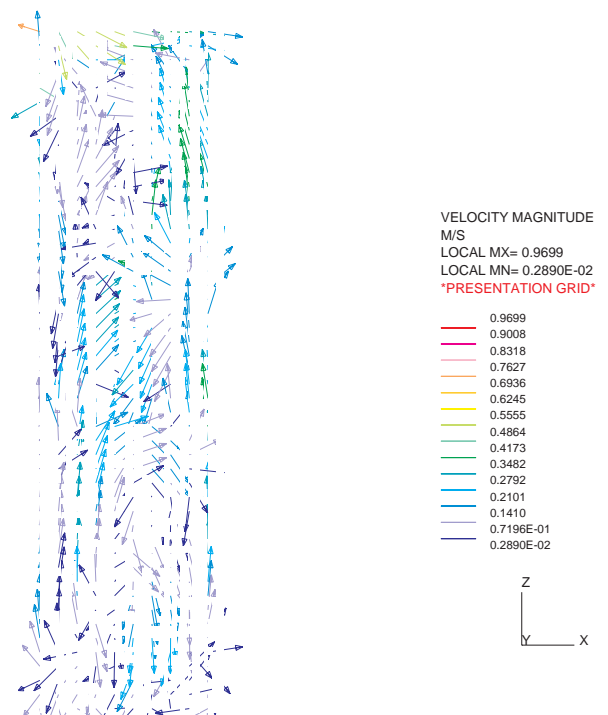 VELOCITY MAGNITUDE
M/S
LOCAL MX= 0.9699
LOCAL MN= 0.2890E-02
*PRESENTATION GRID*
0.9699
0.9008
0.8318
0.7627
0.6936
0.6245
0.5555
0.4864
0.4173
0.3482
0.2792
0.2101
0.1410
0.7196E-01
0.2890E-02
Z
Y X